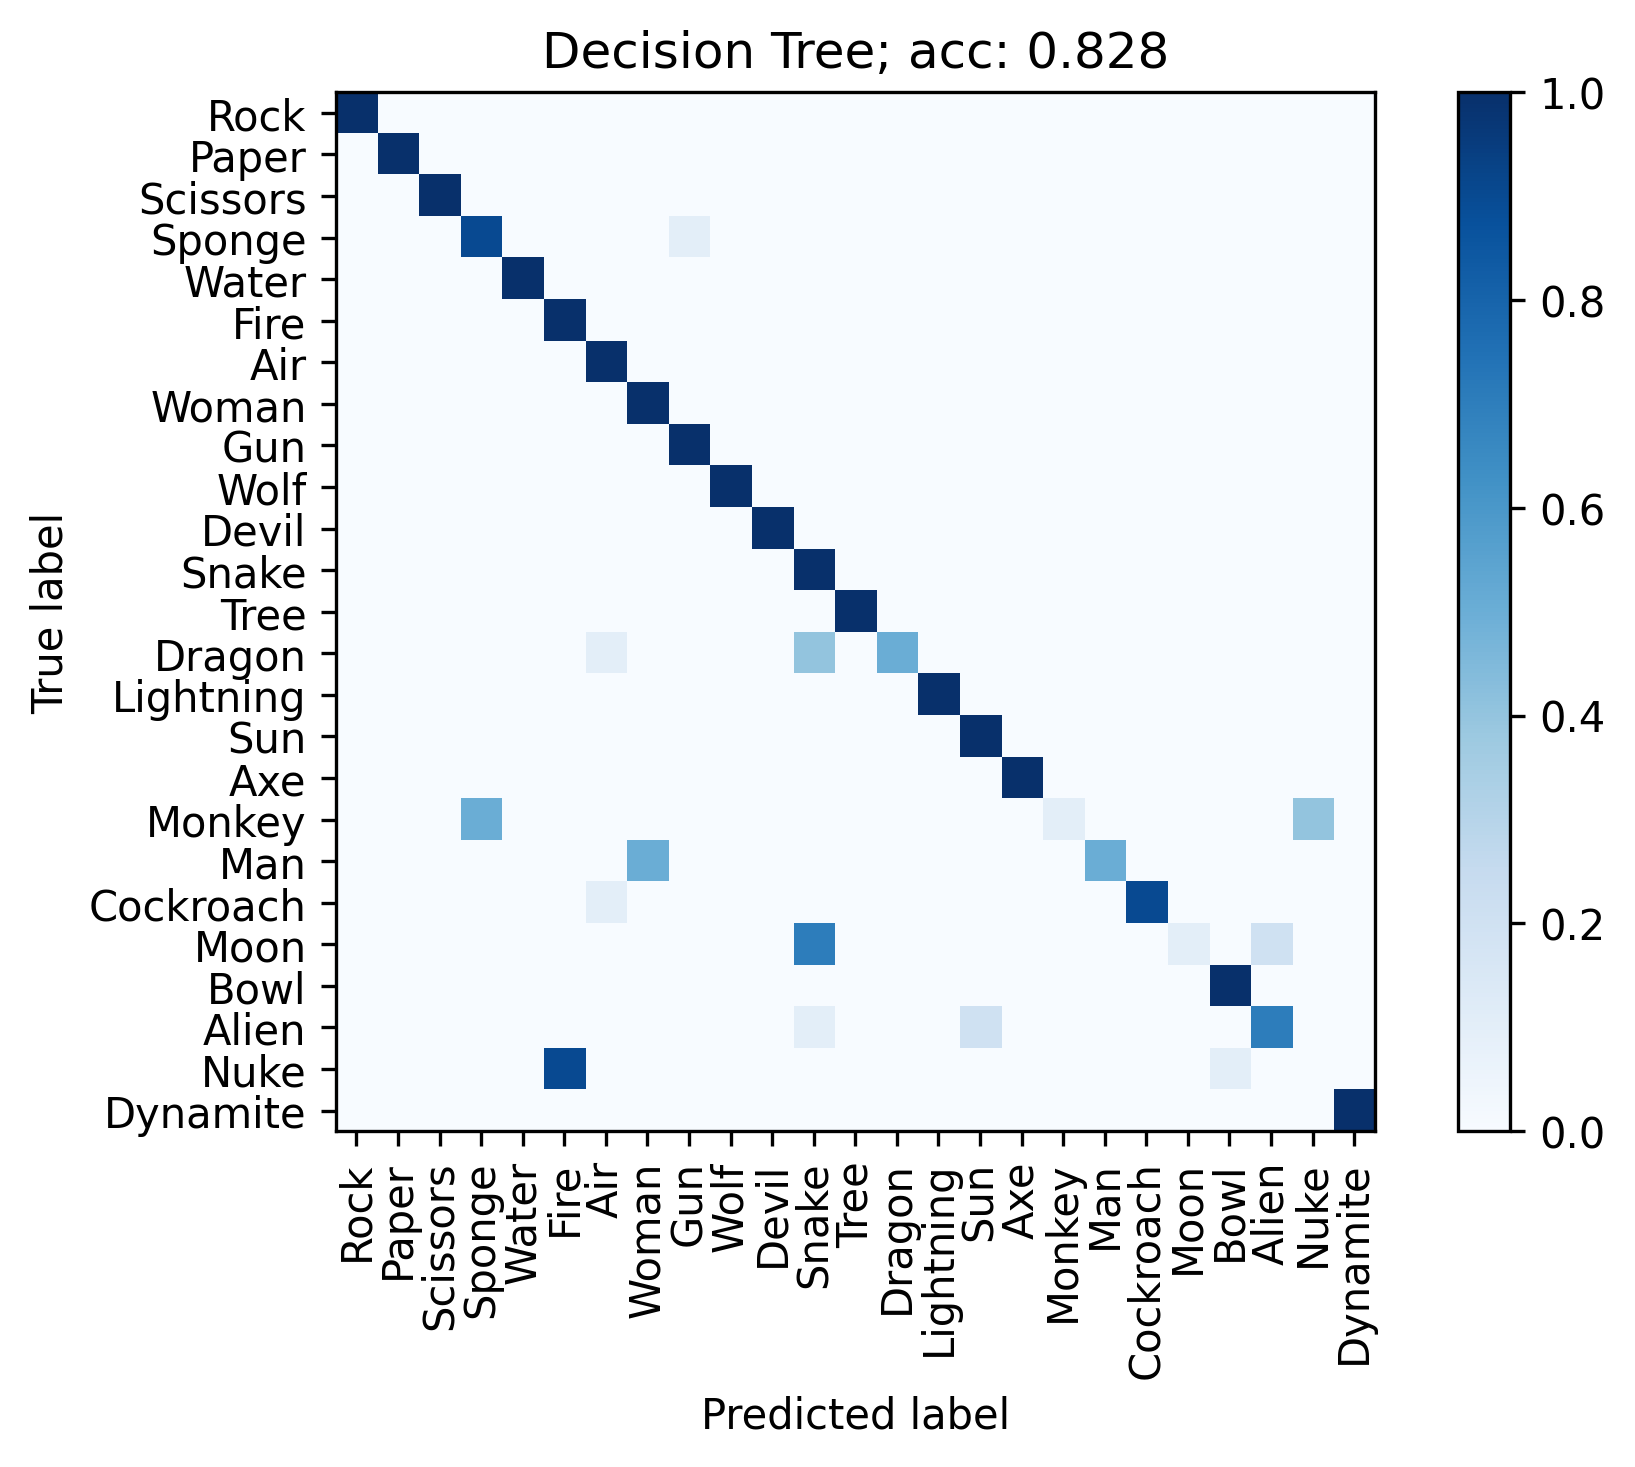 Decision Tree; acc: 0.828
True label
Rock
Paper
Scissors
Sponge
Water
Fire
Air
Woman
Gun
Wolf
Devil
Snake
Tree
Dragon
Lightning
Sun
Axe
Monkey
Man
Cockroach
Moon
Bowl
Alien
Nuke
Dynamite
Rock
Paper
Scissors
Sponge
Water
Fire
Air
Woman
Gun
Wolf
Devil
Snake
Tree
Dragon
Lightning
Sun
Axe
Monkey
Man
Cockroach
Moon
Bowl
Alien
Nuke
Dynamite
Predicted label
1.0
0.8
0.6
0.4
0.2
0.0